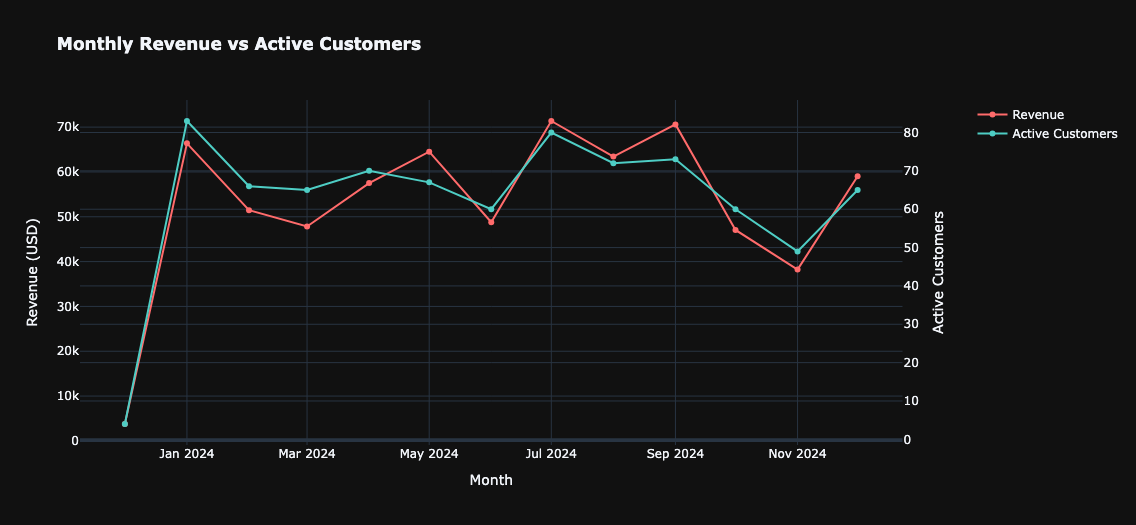 Monthly Revenue vs Active Customers
Revenue
Active Customers
70k
60k
50k
40k
30k
20k
10k
0
Revenue (USD)
80
70
60
50
40
30
20
10
0
Active Customers
Jan 2024
Mar 2024
May 2024
Jul 2024
Sep 2024
Nov 2024
Month